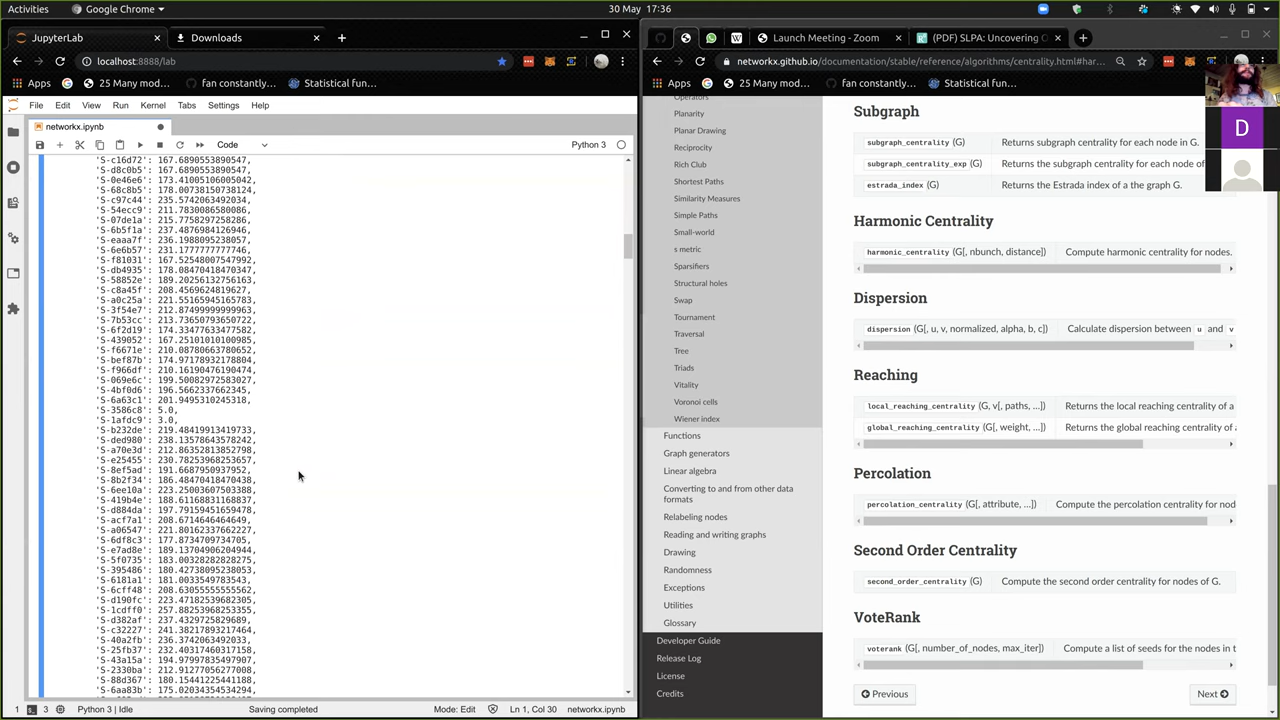 Activities
Google Chrome
30 May 17:36
JupyterLab
Downloads
localhost:8888/lab
Apps
25 Many mod...
fan constantly...
Statistical fun...
File Edit View Run Kernel Tabs Settings Help
networkx.ipynb
Code
Python 3
'S-c16d72': 167.6890553890547,
'S-d8c0b5': 167.6890553890547,
'S-0e46e6': 173.41005106005042,
'S-68c8b5': 178.00738150738124,
'S-c97c44': 235.5742063492034,
'S-54ecc9': 211.7830086580086,
'S-07de1a': 215.7758297258286,
'S-6b5f1a': 237.4876984126946,
'S-eaaa7f': 236.1988095238057,
'S-6e6b57': 231.1777777777746,
'S-f81031': 167.52548007547992,
'S-db4935': 178.08470418470347,
'S-58852e': 189.20256132756163,
'S-c8a45f': 208.4569624819627,
'S-a0c25a': 221.55165945165783,
'S-3f54e7': 212.87499999999963,
'S-7b53cc': 213.73650793650722,
'S-6f2d19': 174.33477633477582,
'S-439052': 167.25101010100985,
'S-f6671e': 210.08780663780652,
'S-bef87b': 174.97178932178804,
'S-f966df': 210.16190476190474,
'S-069e6c': 199.50082972582027,
'S-4bf0d6': 196.5662337662345,
'S-6a63c1': 201.9495310245318,
'S-3586c8': 5.0,
'S-1afdc9': 3.0,
'S-b232de': 219.48419913419733,
'S-ded980': 238.13578643578242,
'S-a70e3d': 212.86352813852798,
'S-e25455': 230.78253968253657,
'S-8ef5ad': 191.6687950937952,
'S-8b2f34': 186.48470418470438,
'S-6ee10a': 223.25003607503388,
'S-419b4e': 188.61168831168837,
'S-d884da': 197.79159451659478,
'S-acf7a1': 208.6714646464649,
'S-a06547': 221.80162337662227,
'S-6df8c3': 177.8734709734705,
'S-e7ad8e': 189.13704906204944,
'S-5f0735': 183.00328282828275,
'S-395486': 180.42738095238053,
'S-6181a1': 181.0033549783543,
'S-6cff48': 208.63055555555562,
'S-d190fc': 223.47182539682305,
'S-1cdff0': 257.88253968253355,
'S-d382af': 237.4329725829689,
'S-c32227': 241.38217893217464,
'S-40a2fb': 236.3742063492033,
'S-25fb37': 232.40317460317158,
'S-43a15a': 194.97997835497907,
'S-2330ba': 212.91277056277008,
'S-88d367': 180.15441225441188,
'S-6aa83b': 175.02034354534294,
1
3
Python 3 | Idle
Saving completed
Mode: Edit
Ln 1, Col 30
networkx.ipynb
Launch Meeting - Zoom
(PDF) SLPA: Uncovering O
networkx.github.io/documentation/stable/reference/algorithms/centrality.html#har...
Apps
25 Many mod...
fan constantly...
Statistical fun...
Operators
Planarity
Planar Drawing
Reciprocity
Rich Club
Shortest Paths
Similarity Measures
Simple Paths
Small-world
s metric
Sparsifiers
Structural holes
Swap
Tournament
Traversal
Tree
Triads
Vitality
Voronoi cells
Wiener index
Functions
Graph generators
Linear algebra
Converting to and from other data
formats
Relabeling nodes
Reading and writing graphs
Drawing
Randomness
Exceptions
Utilities
Glossary
Developer Guide
Release Log
License
Credits
Subgraph
subgraph_centrality (G) Returns subgraph centrality for each node in G.
subgraph_centrality_exp (G) Returns the subgraph centrality for each node of
estrada_index (G) Returns the Estrada index of a the graph G.
Harmonic Centrality
harmonic_centrality (G[, nbunch, distance]) Compute harmonic centrality for nodes.
Dispersion
dispersion (G[, u, v, normalized, alpha, b, c]) Calculate dispersion between u and v
Reaching
local_reaching_centrality (G, v[, paths, ...]) Returns the local reaching centrality of a
global_reaching_centrality (G[, weight, ...]) Returns the global reaching centrality of
Percolation
percolation_centrality (G[, attribute, ...]) Compute the percolation centrality for nod
Second Order Centrality
second_order_centrality (G) Compute the second order centrality for nodes of G.
VoteRank
voterank (G[, number_of_nodes, max_iter]) Compute a list of seeds for the nodes in t
Previous
Next
D